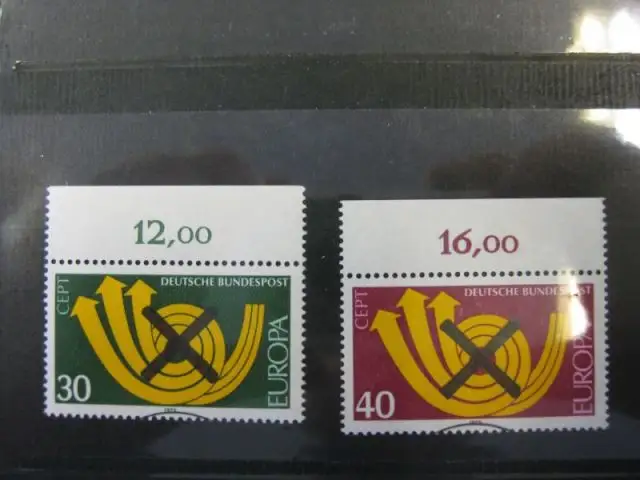 12,00
DEUTSCHE BUNDESPOST
CEPT
EUROPA
30
16,00
DEUTSCHE BUNDESPOST
CEPT
EUROPA
40